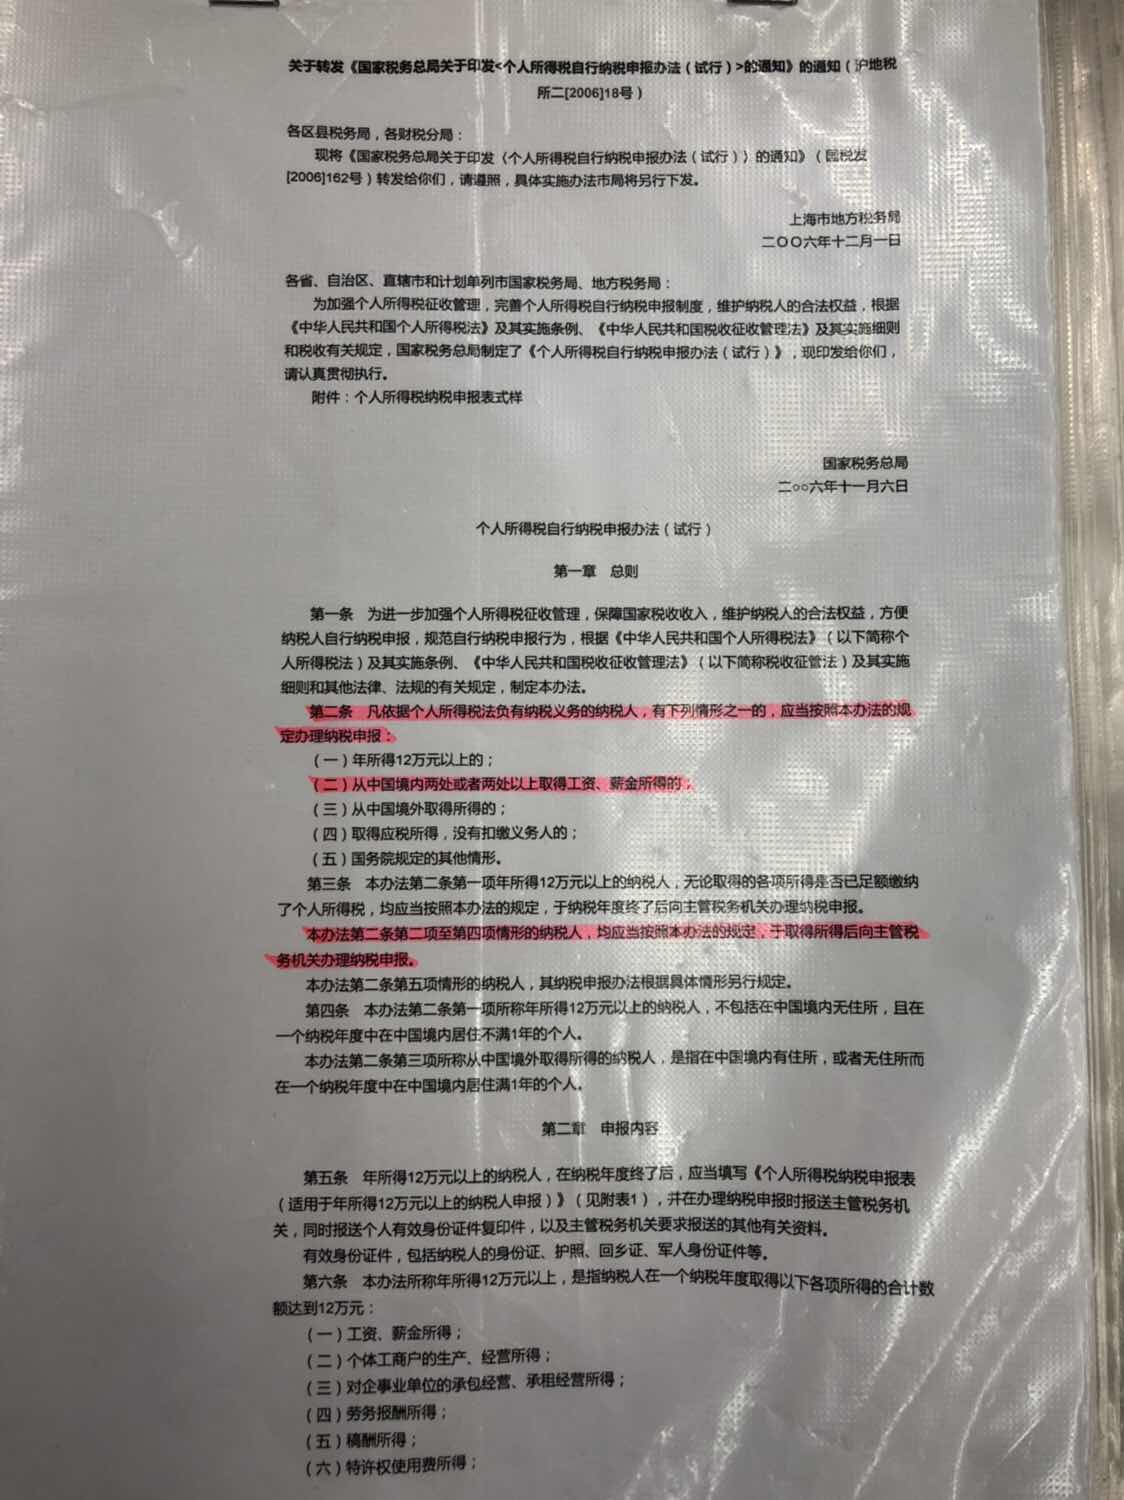 关于转发《国家税务总局关于印发<个人所得税自行纳税申报办法（试行）>的通知》的通知（沪地税
所二[2006]18号）
各区县税务局，各财税分局：
现将《国家税务总局关于印发〈个人所得税自行纳税申报办法（试行）〉的通知》（国税发
[2006]162号）转发给你们，请遵照，具体实施办法市局将另行下发。
上海市地方税务局
二〇〇六年十二月一日
各省、自治区、直辖市和计划单列市国家税务局、地方税务局：
为加强个人所得税征收管理，完善个人所得税自行纳税申报制度，维护纳税人的合法权益，根据
《中华人民共和国个人所得税法》及其实施条例、《中华人民共和国税收征收管理法》及其实施细则
和税收有关规定，国家税务总局制定了《个人所得税自行纳税申报办法（试行）》，现印发给你们，
请认真贯彻执行。
附件：个人所得税纳税申报表式样
国家税务总局
二○○六年十一月六日
个人所得税自行纳税申报办法（试行）
第一章　总则
第一条　为进一步加强个人所得税征收管理，保障国家税收收入，维护纳税人的合法权益，方便
纳税人自行纳税申报，规范自行纳税申报行为，根据《中华人民共和国个人所得税法》（以下简称个
人所得税法）及其实施条例、《中华人民共和国税收征收管理法》（以下简称税收征管法）及其实施
细则和其他法律、法规的有关规定，制定本办法。
第二条　凡依据个人所得税法负有纳税义务的纳税人，有下列情形之一的，应当按照本办法的规
定办理纳税申报：
（一）年所得12万元以上的；
（二）从中国境内两处或者两处以上取得工资、薪金所得的；
（三）从中国境外取得所得的；
（四）取得应税所得，没有扣缴义务人的；
（五）国务院规定的其他情形。
第三条　本办法第二条第一项年所得12万元以上的纳税人，无论取得的各项所得是否已足额缴纳
了个人所得税，均应当按照本办法的规定，于纳税年度终了后向主管税务机关办理纳税申报。
本办法第二条第二项至第四项情形的纳税人，均应当按照本办法的规定，于取得所得后向主管税
务机关办理纳税申报。
本办法第二条第五项情形的纳税人，其纳税申报办法根据具体情形另行规定。
第四条　本办法第二条第一项所称年所得12万元以上的纳税人，不包括在中国境内无住所，且在
一个纳税年度中在中国境内居住不满1年的个人。
本办法第二条第三项所称从中国境外取得所得的纳税人，是指在中国境内有住所，或者无住所而
在一个纳税年度中在中国境内居住满1年的个人。
第二章　申报内容
第五条　年所得12万元以上的纳税人，在纳税年度终了后，应当填写《个人所得税纳税申报表
（适用于年所得12万元以上的纳税人申报）》（见附表1），并在办理纳税申报时报送主管税务机
关，同时报送个人有效身份证件复印件，以及主管税务机关要求报送的其他有关资料。
有效身份证件，包括纳税人的身份证、护照、回乡证、军人身份证件等。
第六条　本办法所称年所得12万元以上，是指纳税人在一个纳税年度取得以下各项所得的合计数
额达到12万元：
（一）工资、薪金所得；
（二）个体工商户的生产、经营所得；
（三）对企事业单位的承包经营、承租经营所得；
（四）劳务报酬所得；
（五）稿酬所得；
（六）特许权使用费所得；